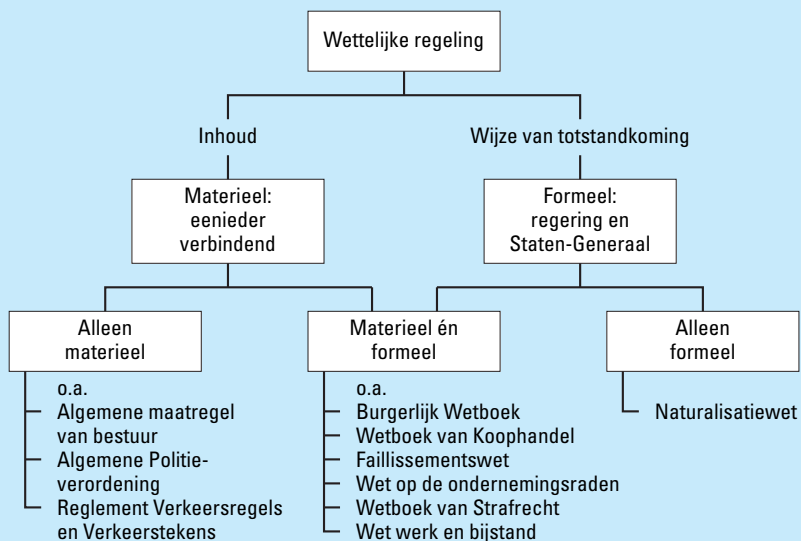 Wettelijke regeling
Inhoud
Wijze van totstandkoming
Materieel:
eenieder
verbindend
Formeel:
regering en
Staten-Generaal
Alleen
materieel
Materieel én
formeel
Alleen
formeel
o.a.
Algemene maatregel
van bestuur
Algemene Politie-
verordening
Reglement Verkeersregels
en Verkeerstekens
o.a.
Burgerlijk Wetboek
Wetboek van Koophandel
Faillissementswet
Wet op de ondernemingsraden
Wetboek van Strafrecht
Wet werk en bijstand
Naturalisatiewet